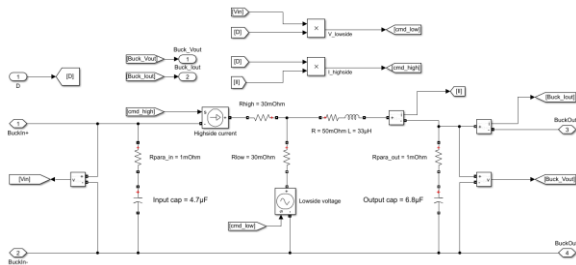 [Vin]
[D]
×
V_lowside
[cmd_low]
[Buck_Vout]
Buck_Vout
1
[D]
[Il]
×
I_highside
[cmd_high]
[Buck_Iout]
Buck_Iout
2
1
D
[D]
[cmd_high]
Highside current
Rhigh = 30mOhm
R = 50mOhm L = 33µH
[Il]
[Buck_Iout]
1
BuckIn+
3
BuckOut
Rpara_in = 1mOhm
Rlow = 30mOhm
Rpara_out = 1mOhm
[Vin]
v
v
[Buck_Vout]
Input cap = 4.7µF
Lowside voltage
Output cap = 6.8µF
[cmd_low]
2
BuckIn-
4
BuckOut